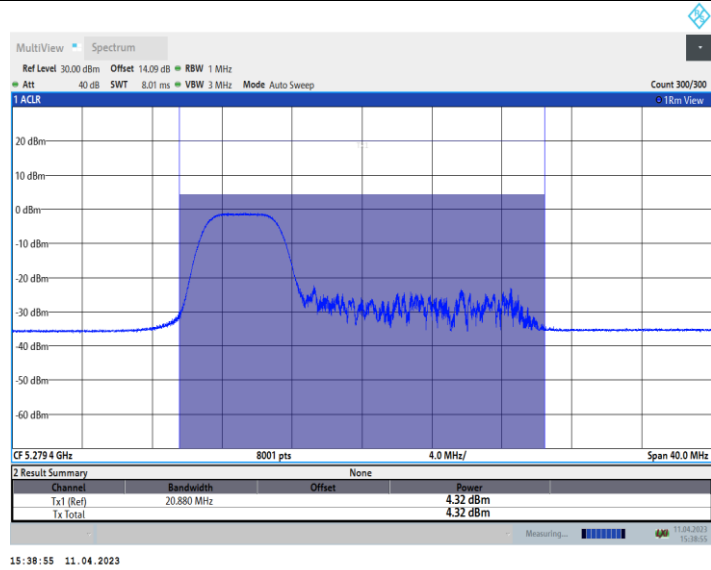 MultiView Spectrum
Ref Level 30.00 dBm Offset 14.09 dB RBW 1 MHz
Att 40 dB SWT 8.01 ms VBW 3 MHz Mode Auto Sweep Count 300/300
1 ACLR 1Rm View
20 dBm
10 dBm
0 dBm
-10 dBm
-20 dBm
-30 dBm
-40 dBm
-50 dBm
-60 dBm
CF 5.279 4 GHz 8001 pts 4.0 MHz/ Span 40.0 MHz
2 Result Summary None
Channel Bandwidth Offset Power
Tx1 (Ref) 20.880 MHz 4.32 dBm
Tx Total 4.32 dBm
Measuring... 11.04.2023
15:38:55
15:38:55 11.04.2023